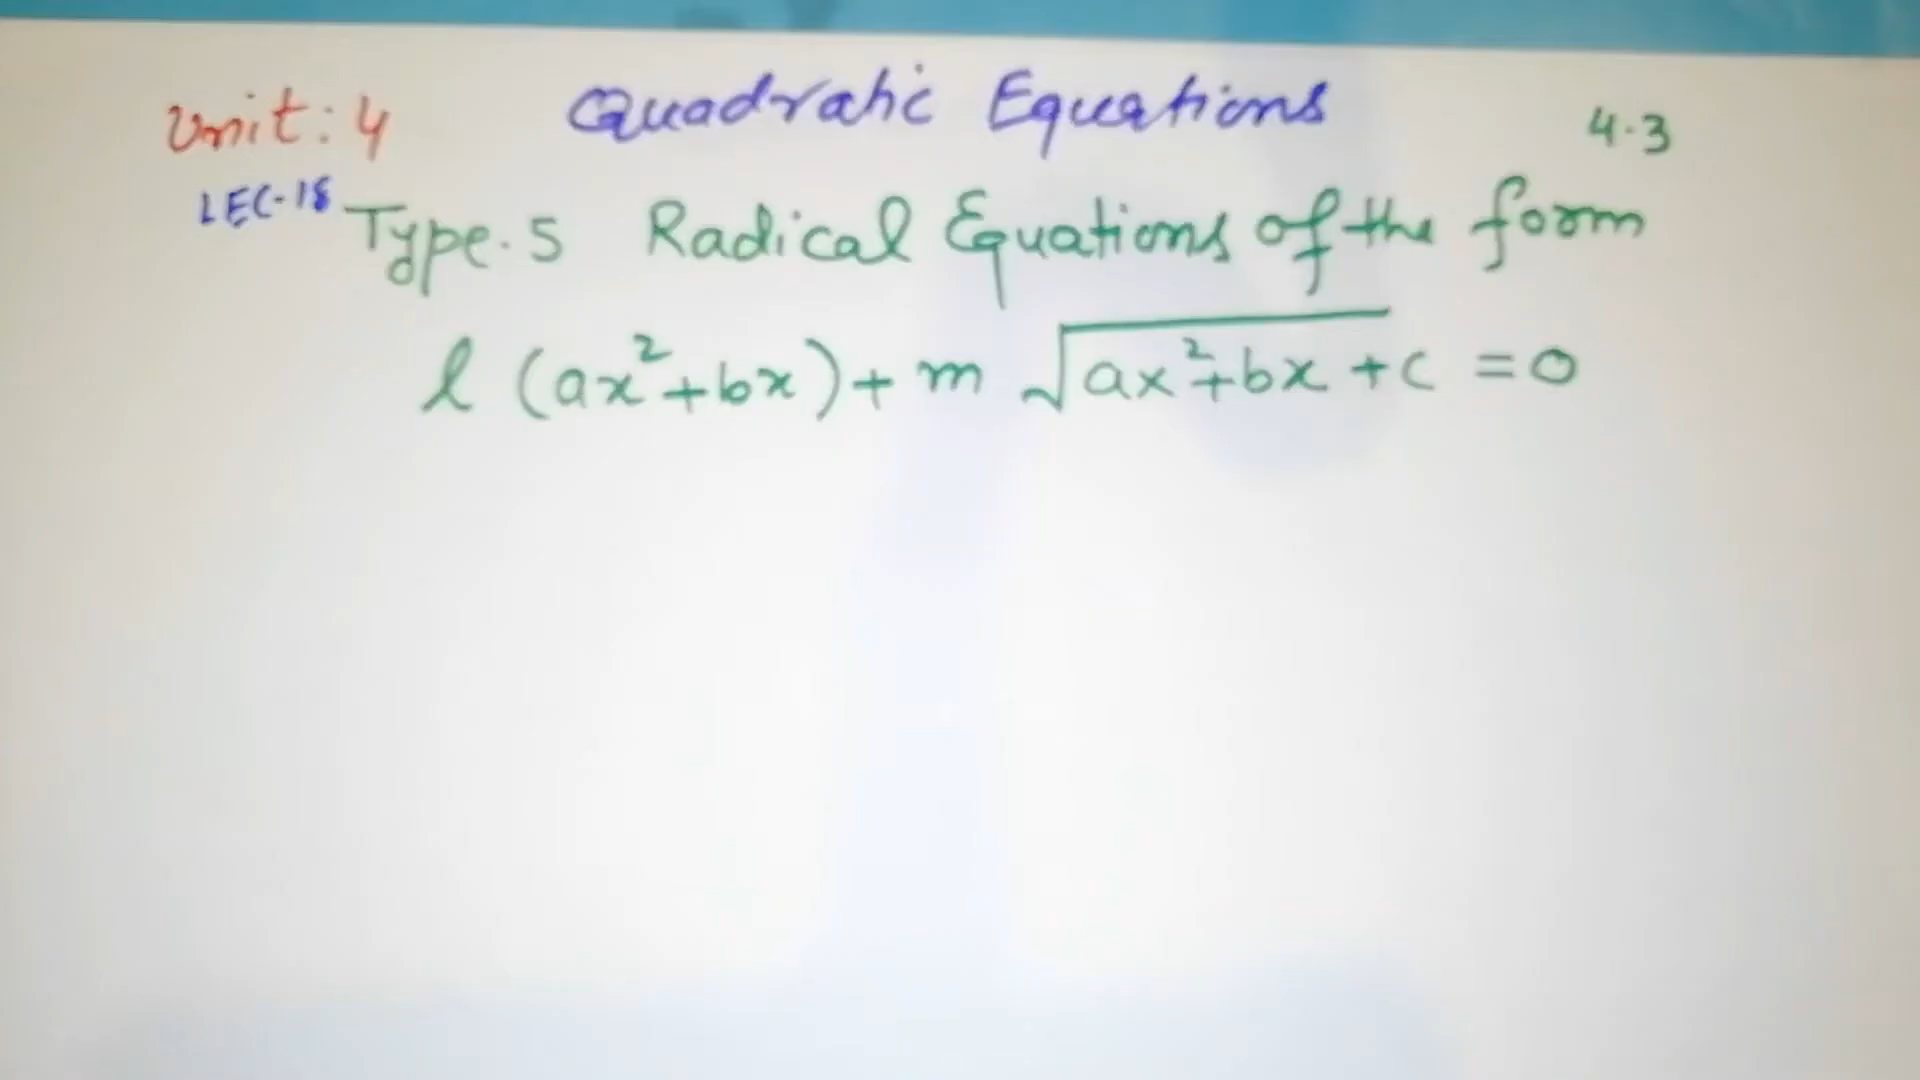 Unit: 4 Quadratic Equations 4.3
LEC-18 Type.5 Radical Equations of the form
l (ax²+bx) + m √ax²+bx+c = 0